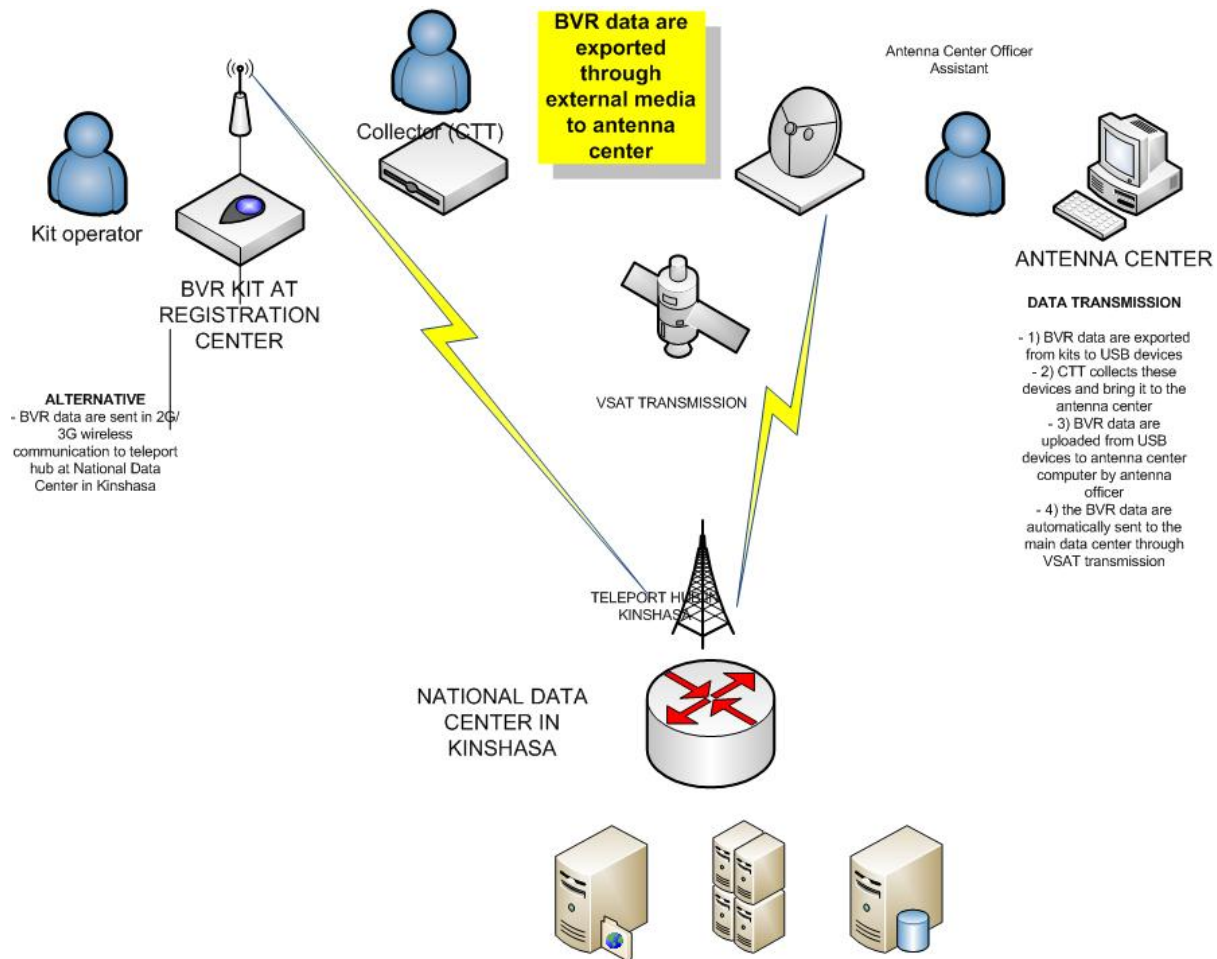 BVR data are
exported
through
external media
to antenna
center
Antenna Center Officer
Assistant
Collector (CTT)
Kit operator
ANTENNA CENTER
BVR KIT AT
REGISTRATION
CENTER
DATA TRANSMISSION
- 1) BVR data are exported
from kits to USB devices
- 2) CTT collects these
devices and bring it to the
antenna center
- 3) BVR data are
uploaded from USB
devices to antenna center
computer by antenna
officer
- 4) the BVR data are
automatically sent to the
main data center through
VSAT transmission
ALTERNATIVE
- BVR data are sent in 2G/
3G wireless
communication to teleport
hub at National Data
Center in Kinshasa
VSAT TRANSMISSION
TELEPORT HUB IN
KINSHASA
NATIONAL DATA
CENTER IN
KINSHASA